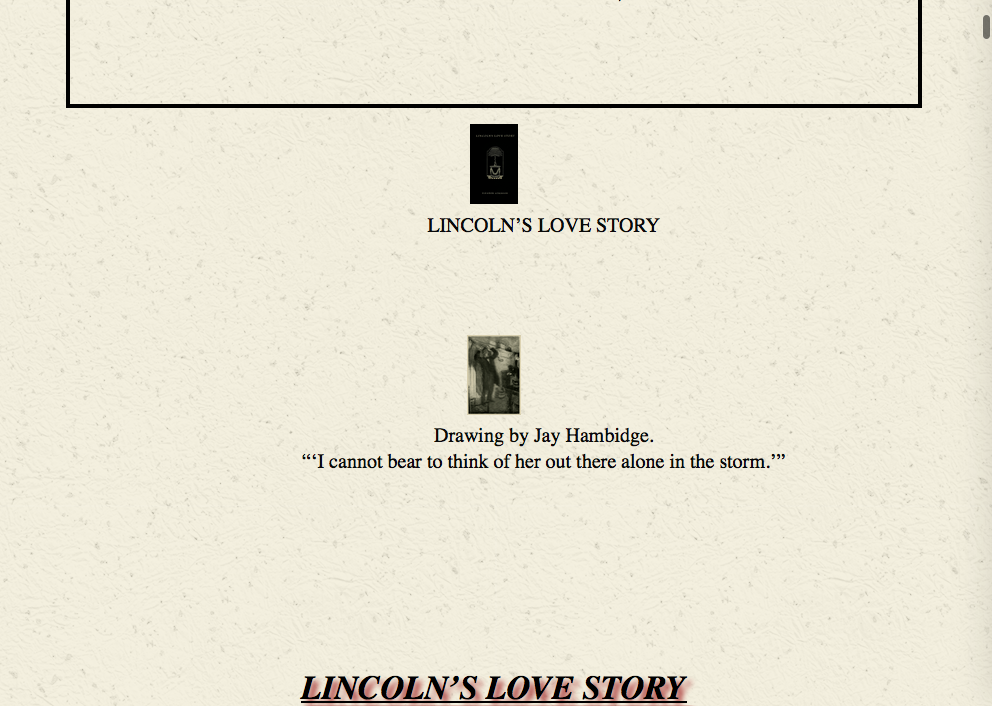 LINCOLN’S LOVE STORY
Drawing by Jay Hambidge.
“‘I cannot bear to think of her out there alone in the storm.’”
LINCOLN’S LOVE STORY